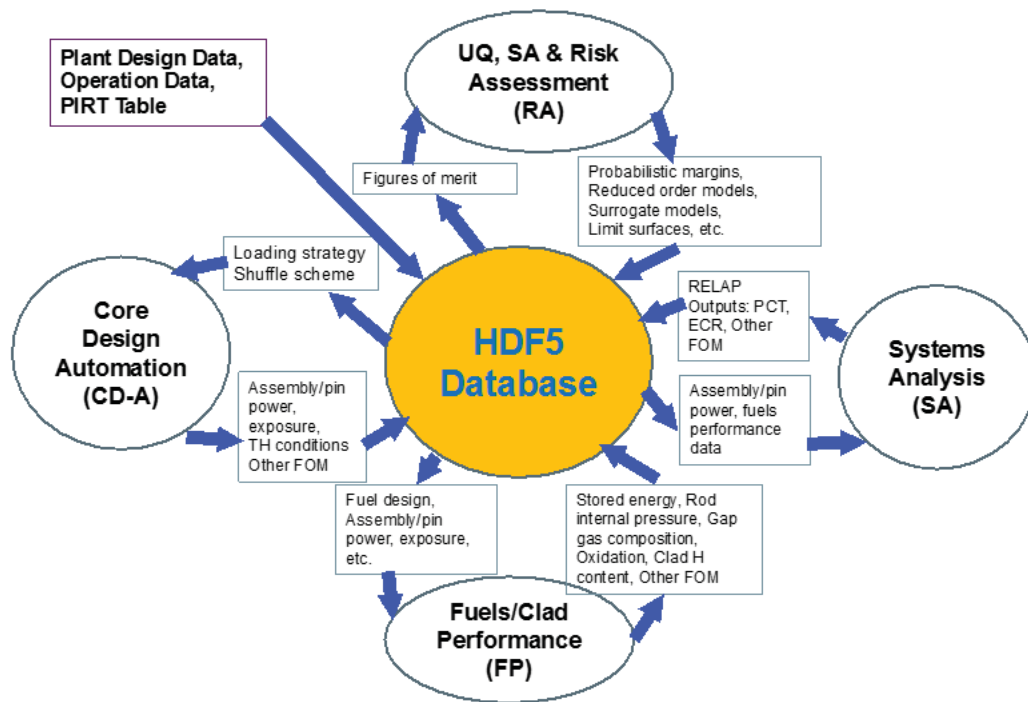 Plant Design Data,
Operation Data,
PIRT Table
UQ, SA & Risk
Assessment
(RA)
Figures of merit
Probabilistic margins,
Reduced order models,
Surrogate models,
Limit surfaces, etc.
Loading strategy
Shuffle scheme
Core
Design
Automation
(CD-A)
HDF5
Database
RELAP
Outputs: PCT,
ECR, Other
FOM
Systems
Analysis
(SA)
Assembly/pin
power,
exposure,
TH conditions
Other FOM
Assembly/pin
power, fuels
performance
data
Fuel design,
Assembly/pin
power, exposure,
etc.
Stored energy, Rod
internal pressure, Gap
gas composition,
Oxidation, Clad H
content, Other FOM
Fuels/Clad
Performance
(FP)